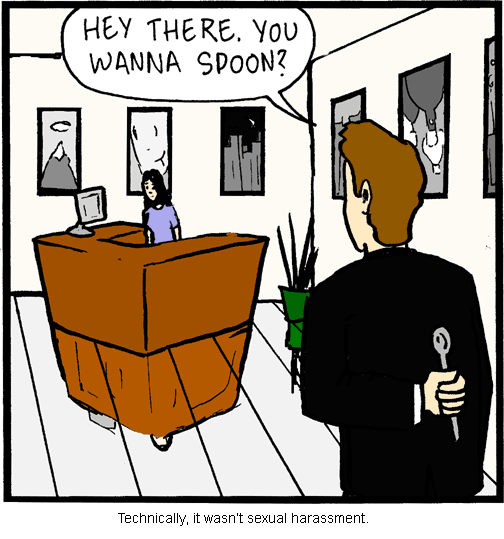 HEY THERE. YOU
WANNA SPOON?
Technically, it wasn't sexual harassment.